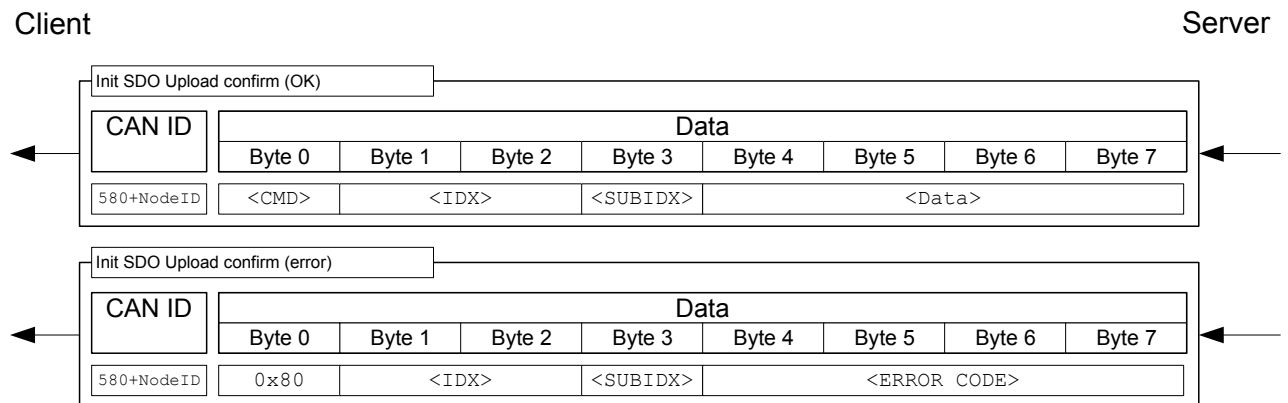 Client Server
Init SDO Upload confirm (OK)
CAN ID Data
Byte 0 Byte 1 Byte 2 Byte 3 Byte 4 Byte 5 Byte 6 Byte 7
580+NodeID <CMD> <IDX> <SUBIDX> <Data>
Init SDO Upload confirm (error)
CAN ID Data
Byte 0 Byte 1 Byte 2 Byte 3 Byte 4 Byte 5 Byte 6 Byte 7
580+NodeID 0x80 <IDX> <SUBIDX> <ERROR CODE>